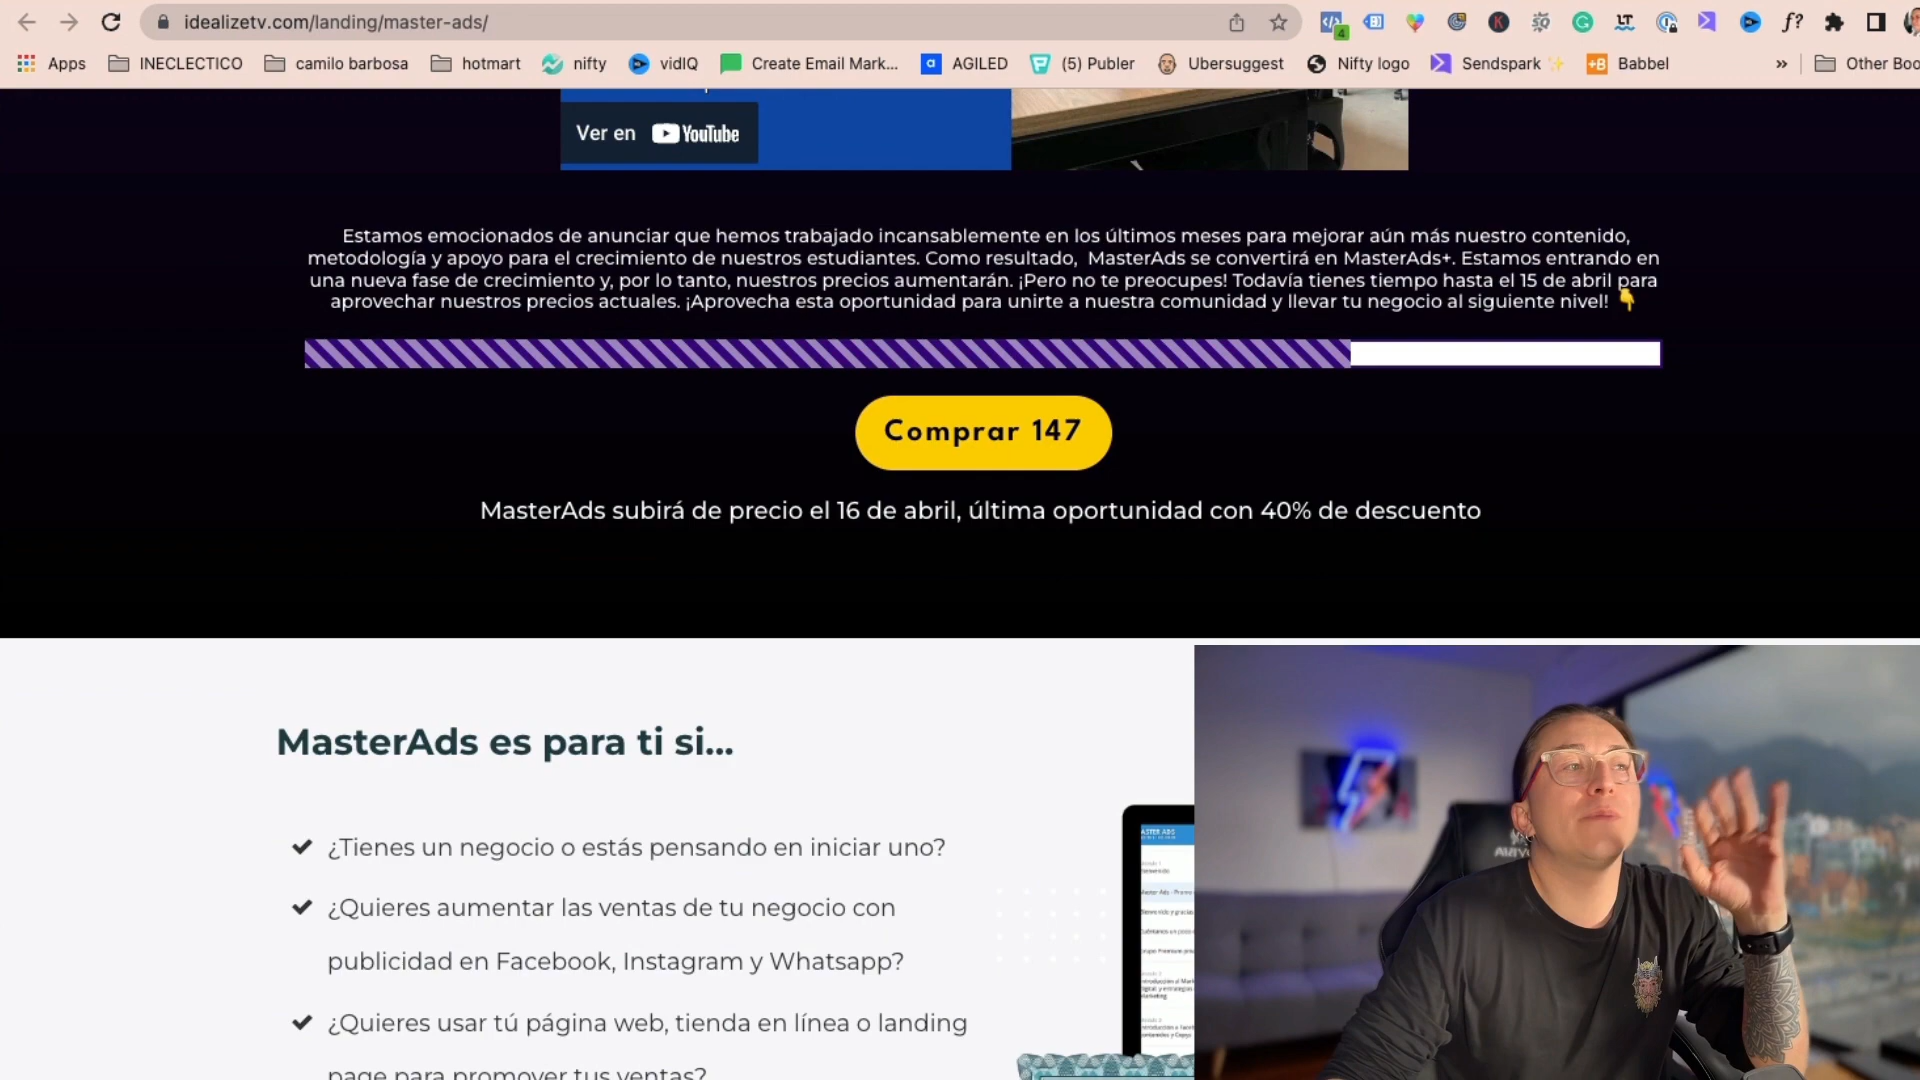 idealizetv.com/landing/master-ads/
Apps INECLECTICO camilo barbosa hotmart nifty vidIQ Create Email Mark... AGILED (5) Publer Ubersuggest Nifty logo Sendspark Babbel » Other Boo
Ver en YouTube
Estamos emocionados de anunciar que hemos trabajado incansablemente en los últimos meses para mejorar aún más nuestro contenido,
metodología y apoyo para el crecimiento de nuestros estudiantes. Como resultado, MasterAds se convertirá en MasterAds+. Estamos entrando en
una nueva fase de crecimiento y, por lo tanto, nuestros precios aumentarán. ¡Pero no te preocupes! Todavía tienes tiempo hasta el 15 de abril para
aprovechar nuestros precios actuales. ¡Aprovecha esta oportunidad para unirte a nuestra comunidad y llevar tu negocio al siguiente nivel! 👇
Comprar 147
MasterAds subirá de precio el 16 de abril, última oportunidad con 40% de descuento
MasterAds es para ti si...
¿Tienes un negocio o estás pensando en iniciar uno?
¿Quieres aumentar las ventas de tu negocio con
publicidad en Facebook, Instagram y Whatsapp?
¿Quieres usar tú página web, tienda en línea o landing
page para promover tus ventas?